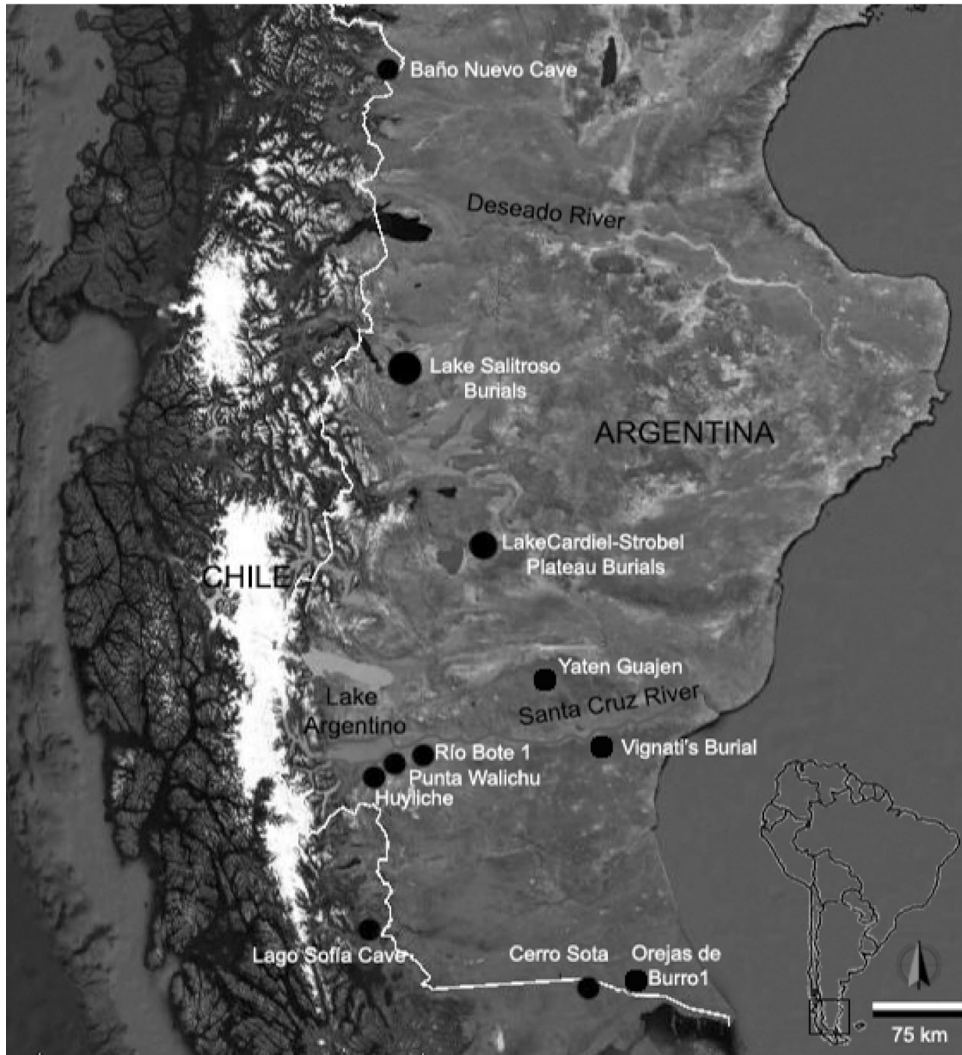 Baño Nuevo Cave
Deseado River
Lake Salitroso
Burials
ARGENTINA
LakeCardiel-Strobel
Plateau Burials
CHILE
Yaten Guajen
Lake
Argentino
Santa Cruz River
Vignati's Burial
Río Bote 1
Punta Walichu
Huyliche
Lago Sofía Cave
Cerro Sota
Orejas de
Burro1
75 km